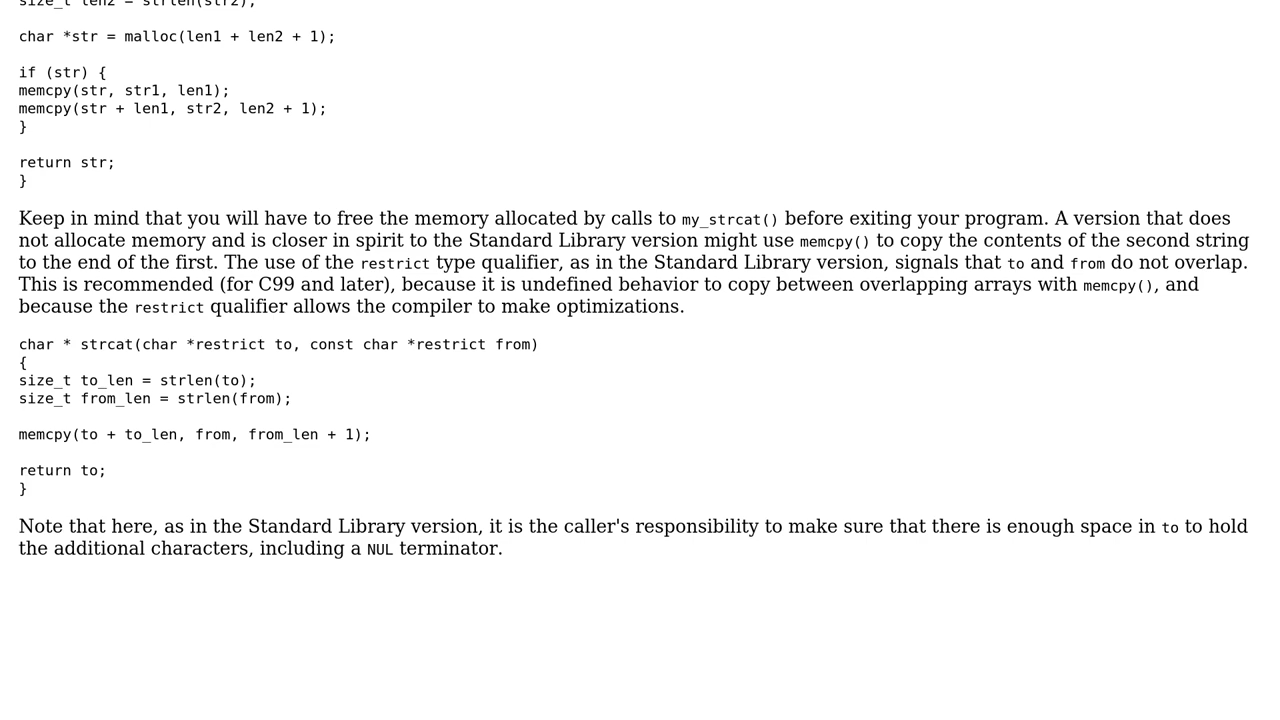 size_t len2 = strlen(str2);
char *str = malloc(len1 + len2 + 1);
if (str) {
memcpy(str, str1, len1);
memcpy(str + len1, str2, len2 + 1);
}
return str;
}
Keep in mind that you will have to free the memory allocated by calls to my_strcat() before exiting your program. A version that does
not allocate memory and is closer in spirit to the Standard Library version might use memcpy() to copy the contents of the second string
to the end of the first. The use of the restrict type qualifier, as in the Standard Library version, signals that to and from do not overlap.
This is recommended (for C99 and later), because it is undefined behavior to copy between overlapping arrays with memcpy(), and
because the restrict qualifier allows the compiler to make optimizations.
char * strcat(char *restrict to, const char *restrict from)
{
size_t to_len = strlen(to);
size_t from_len = strlen(from);
memcpy(to + to_len, from, from_len + 1);
return to;
}
Note that here, as in the Standard Library version, it is the caller's responsibility to make sure that there is enough space in to to hold
the additional characters, including a NUL terminator.